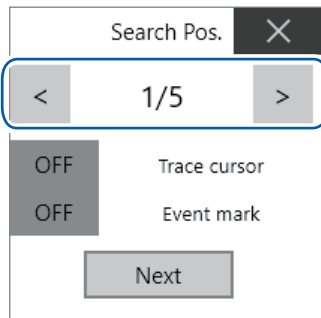 Search Pos. ×
< 1/5 >
OFF Trace cursor
OFF Event mark
Next